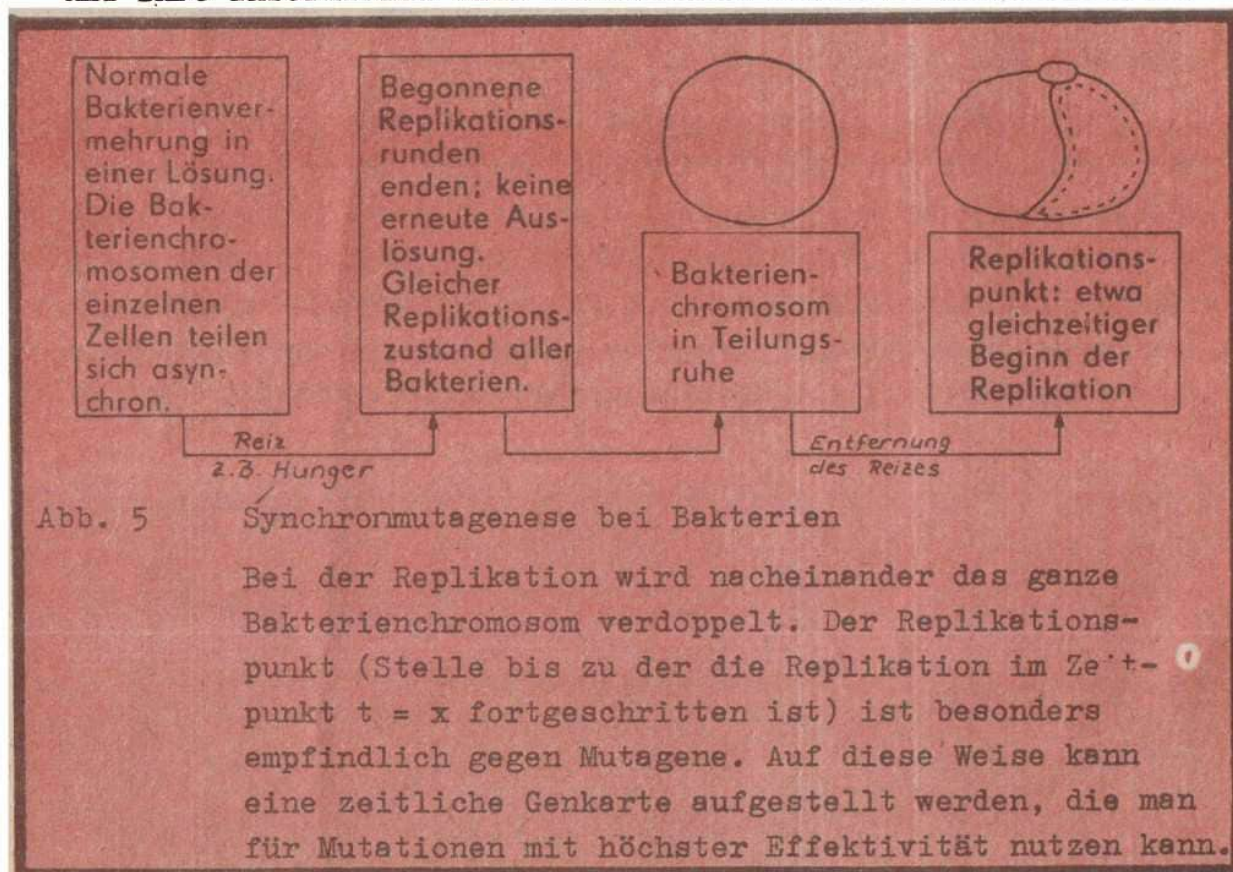 Normale
Bakterienver-
mehrung in
einer Lösung.
Die Bak-
terienchro-
mosomen der
einzelnen
Zellen teilen
sich asyn-
chron.
Begonnene
Replikations-
runden
enden; keine
erneute Aus-
lösung.
Gleicher
Replikations-
zustand aller
Bakterien.
Bakterien-
chromosom
in Teilungs-
ruhe
Replikations-
punkt: etwa
gleichzeitiger
Beginn der
Replikation
Reiz
z.B. Hunger
Entfernung
des Reizes
Abb. 5 Synchronmutagenese bei Bakterien
Bei der Replikation wird nacheinander das ganze
Bakterienchromosom verdoppelt. Der Replikations-
punkt (Stelle bis zu der die Replikation im Zeit-
punkt t = x fortgeschritten ist) ist besonders
empfindlich gegen Mutagene. Auf diese Weise kann
eine zeitliche Genkarte aufgestellt werden, die man
für Mutationen mit höchster Effektivität nutzen kann.